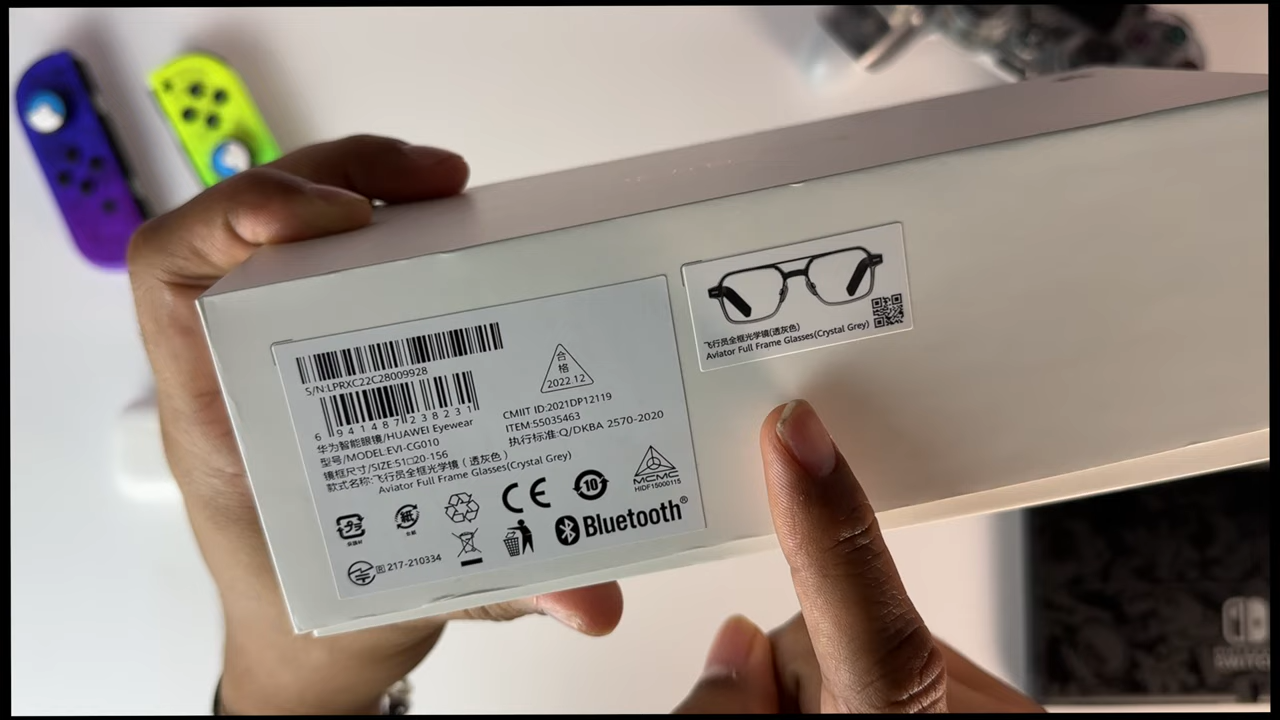 S/N:LPRXC22C28009928
6 941487 238231
华为智能眼镜/HUAWEI Eyewear
型号/MODEL:EVI-CG010
镜框尺寸/SIZE:51□20-156
款式名称:飞行员全框光学镜(透灰色)
Aviator Full Frame Glasses(Crystal Grey)
合
格
2022.12
CMIIT ID:2021DP12119
ITEM:55035463
执行标准:Q/DKBA 2570-2020
紙
CE
10
MCMC
HIDF15000115
217-210334
Bluetooth®
飞行员全框光学镜(透灰色)
Aviator Full Frame Glasses(Crystal Grey)
SWITCH